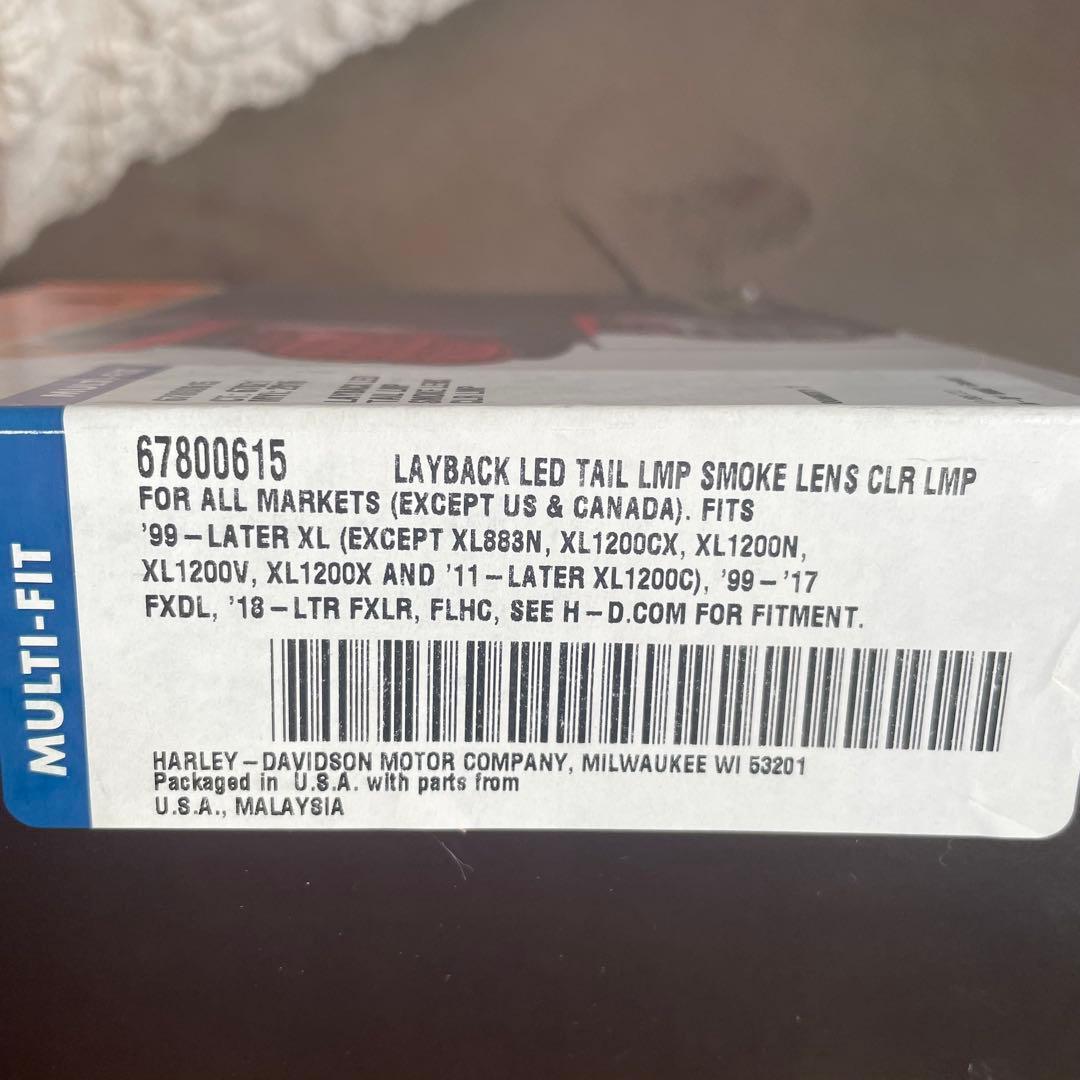 MULTI-FIT
67800615 LAYBACK LED TAIL LMP SMOKE LENS CLR LMP
FOR ALL MARKETS (EXCEPT US & CANADA). FITS
'99-LATER XL (EXCEPT XL883N, XL1200CX, XL1200N,
XL1200V, XL1200X AND '11-LATER XL1200C), '99-'17
FXDL, '18-LTR FXLR, FLHC, SEE H-D.COM FOR FITMENT.
HARLEY-DAVIDSON MOTOR COMPANY, MILWAUKEE WI 53201
Packaged in U.S.A. with parts from
U.S.A., MALAYSIA